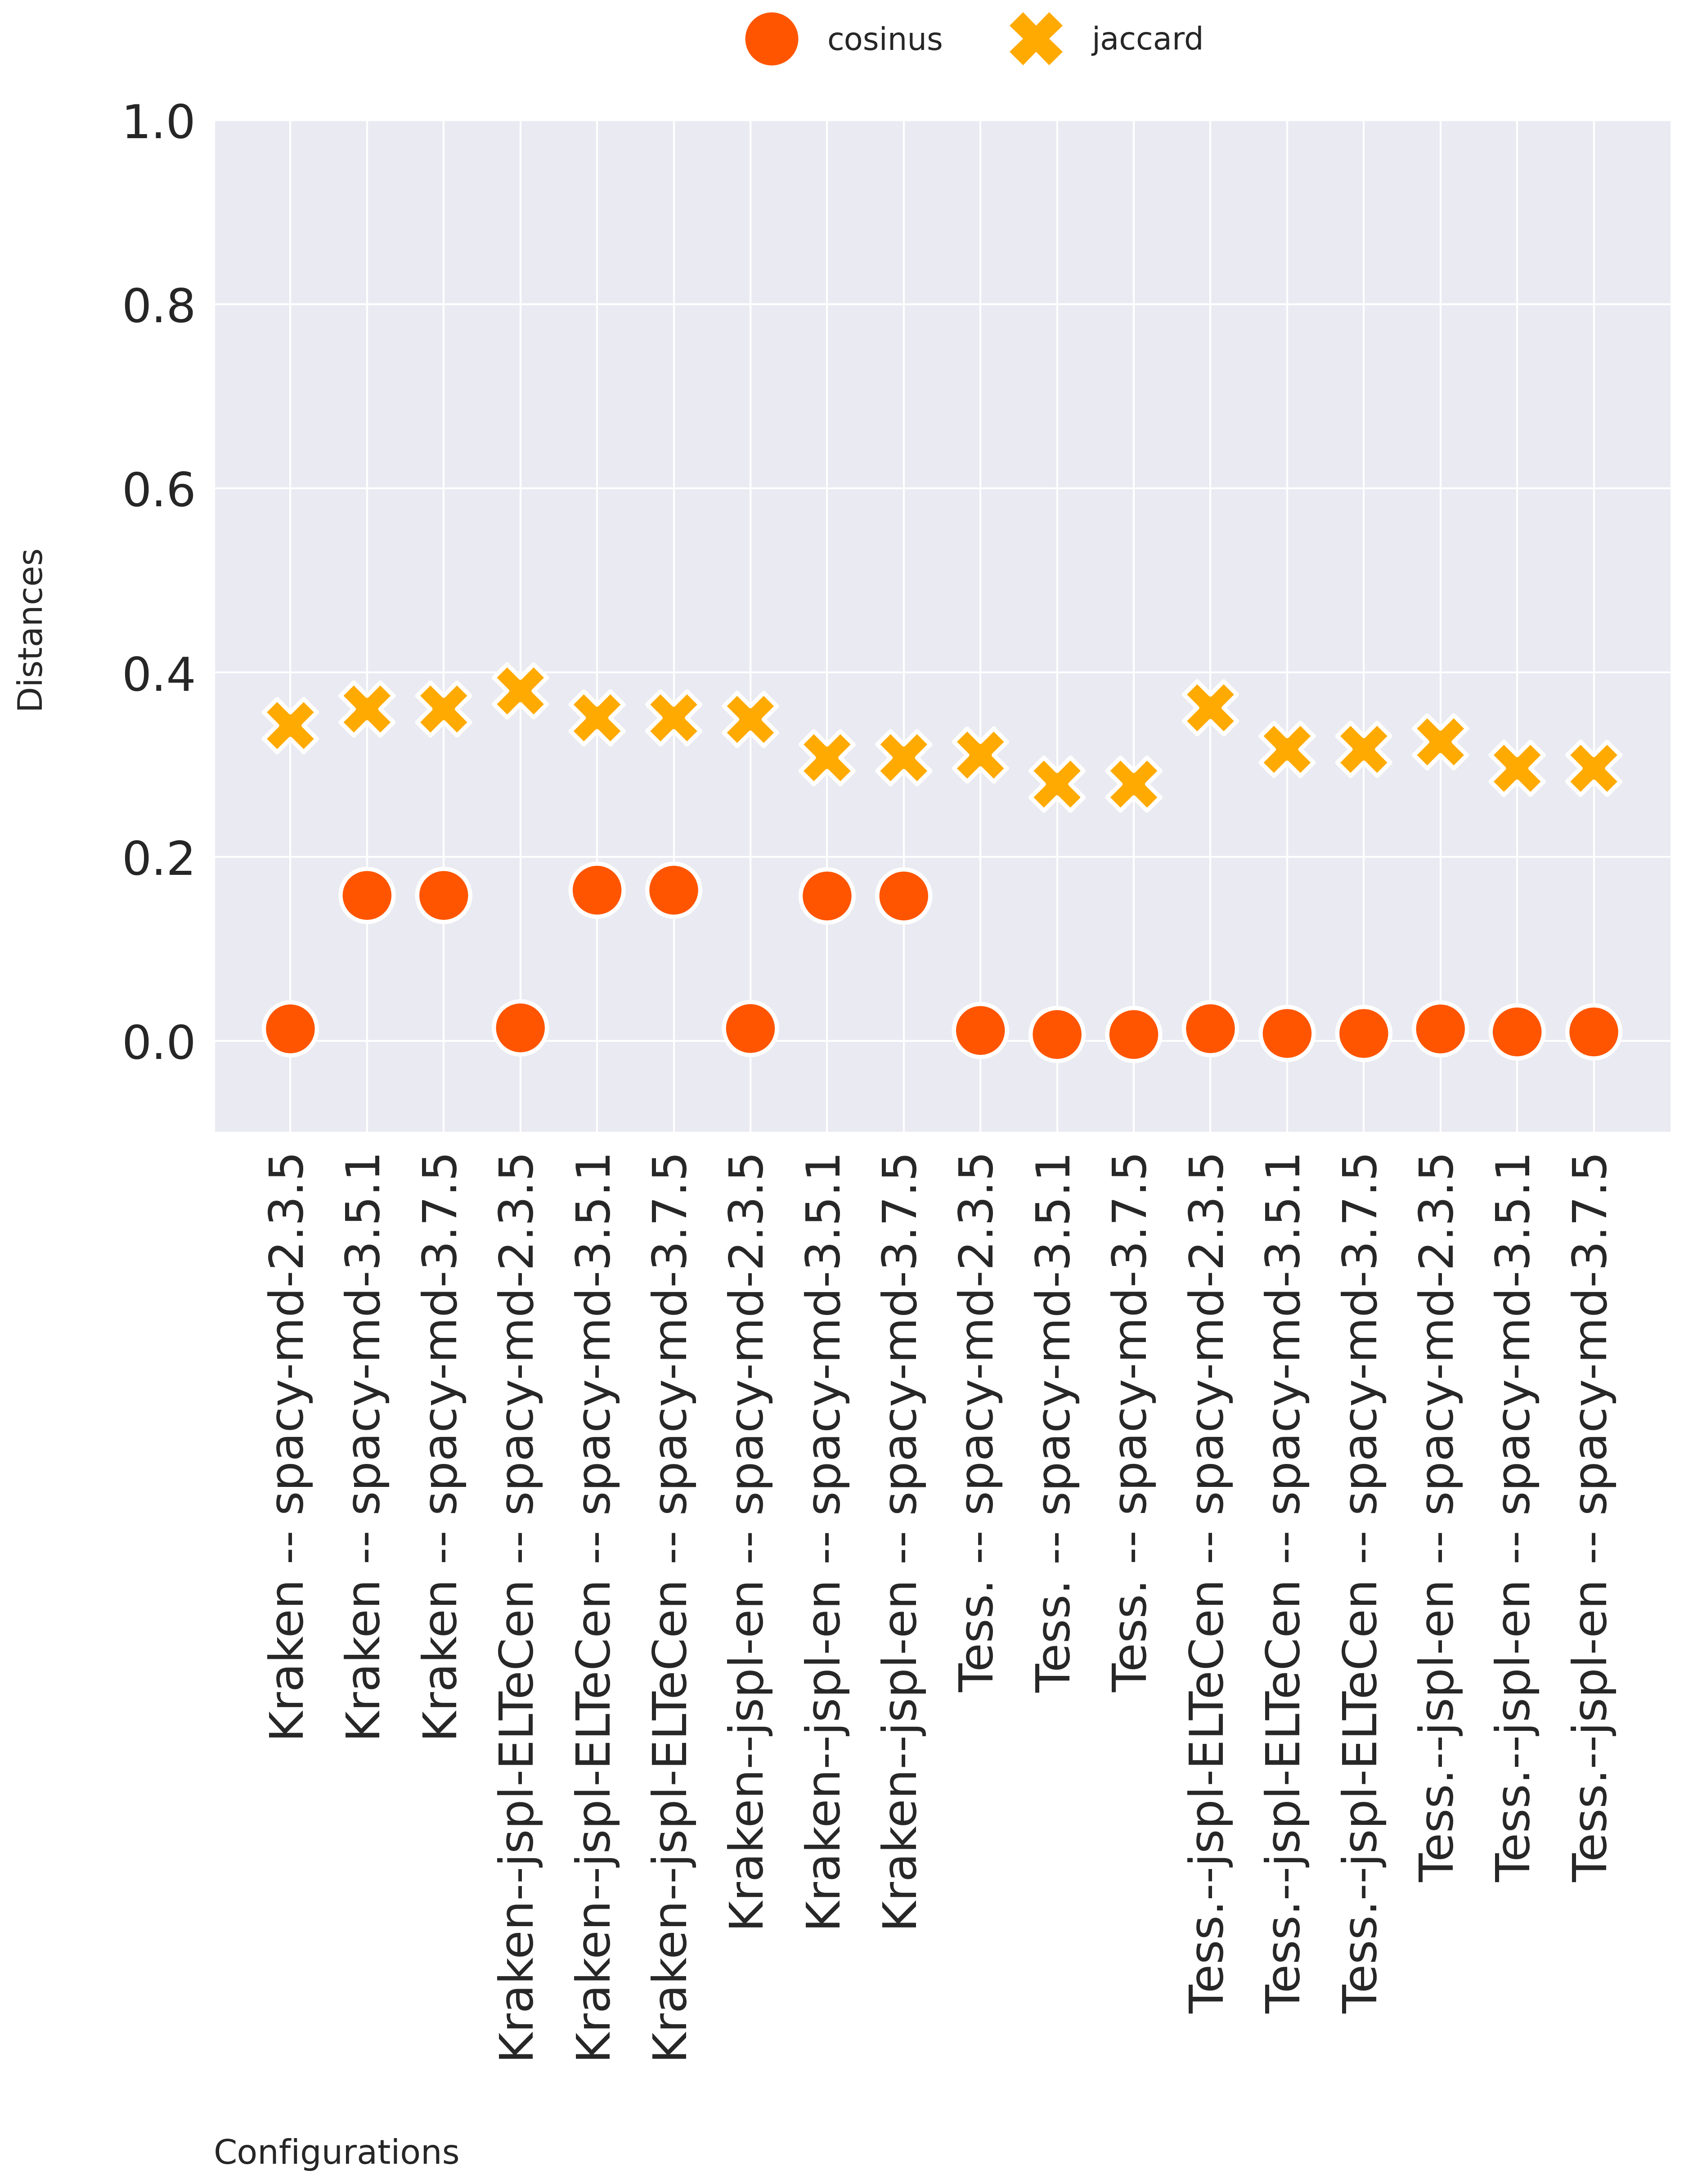 cosinus jaccard
1.0
0.8
0.6
0.4
0.2
0.0
Distances
Kraken -- spacy-md-2.3.5
Kraken -- spacy-md-3.5.1
Kraken -- spacy-md-3.7.5
Kraken--jspl-ELTeCen -- spacy-md-2.3.5
Kraken--jspl-ELTeCen -- spacy-md-3.5.1
Kraken--jspl-ELTeCen -- spacy-md-3.7.5
Kraken--jspl-en -- spacy-md-2.3.5
Kraken--jspl-en -- spacy-md-3.5.1
Kraken--jspl-en -- spacy-md-3.7.5
Tess. -- spacy-md-2.3.5
Tess. -- spacy-md-3.5.1
Tess. -- spacy-md-3.7.5
Tess.--jspl-ELTeCen -- spacy-md-2.3.5
Tess.--jspl-ELTeCen -- spacy-md-3.5.1
Tess.--jspl-ELTeCen -- spacy-md-3.7.5
Tess.--jspl-en -- spacy-md-2.3.5
Tess.--jspl-en -- spacy-md-3.5.1
Tess.--jspl-en -- spacy-md-3.7.5
Configurations